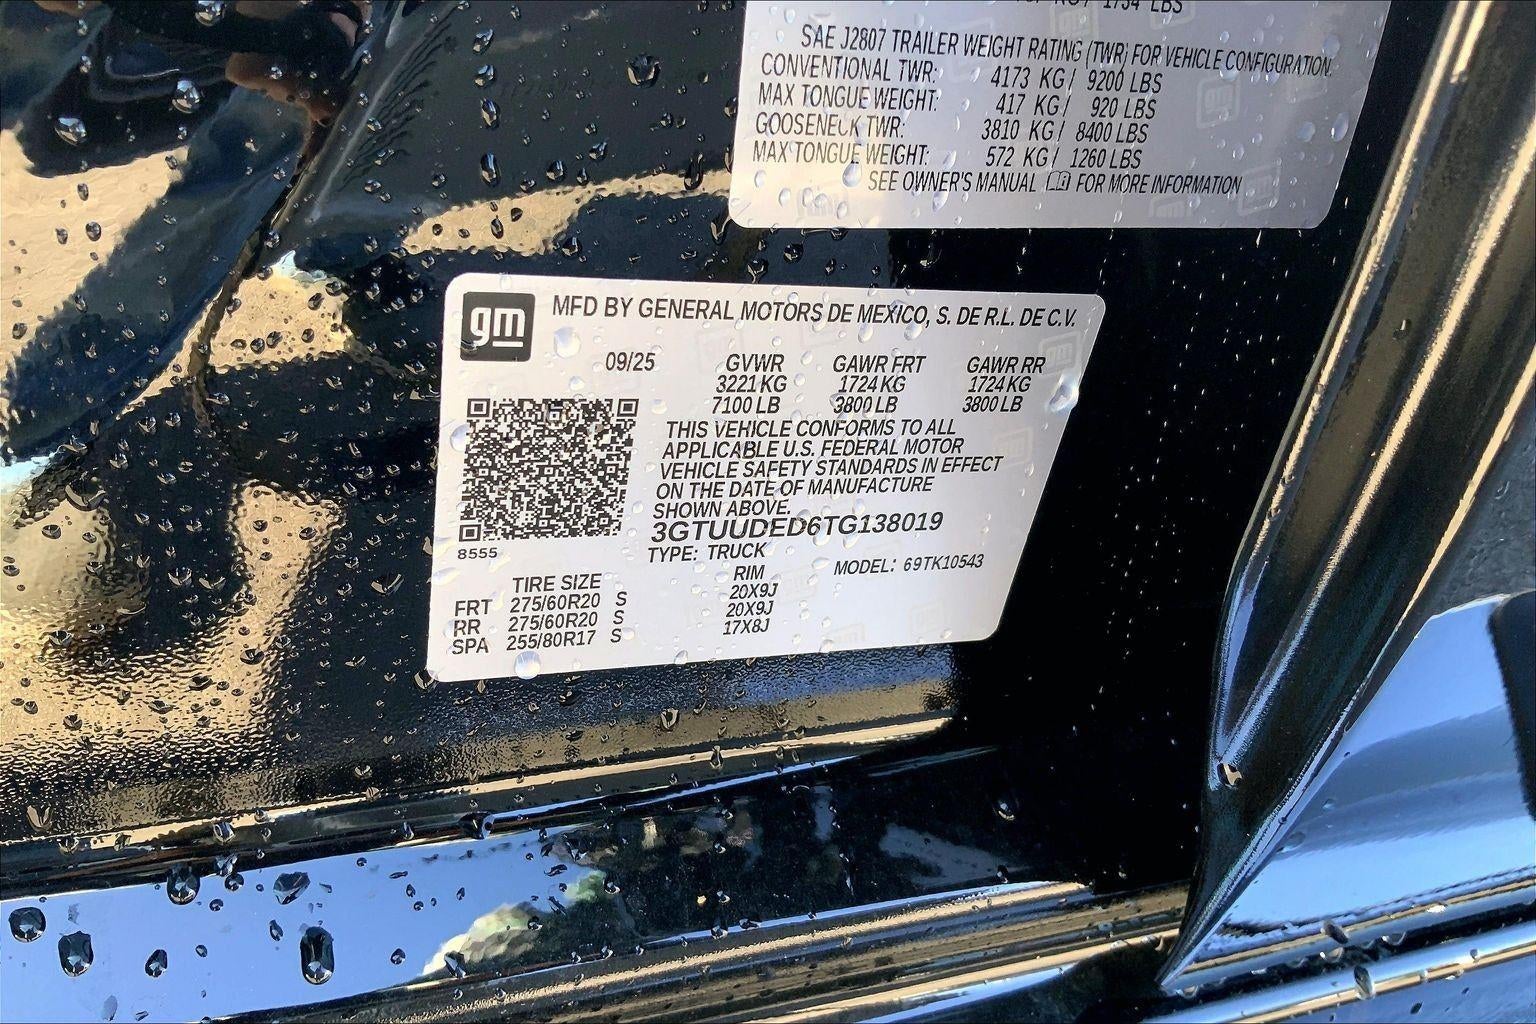 KG / 1734 LBS
SAE J2807 TRAILER WEIGHT RATING (TWR) FOR VEHICLE CONFIGURATION.
CONVENTIONAL TWR: 4173 KG / 9200 LBS
MAX TONGUE WEIGHT: 417 KG / 920 LBS
GOOSENECK TWR: 3810 KG / 8400 LBS
MAX TONGUE WEIGHT: 572 KG / 1260 LBS
SEE OWNER'S MANUAL FOR MORE INFORMATION
gm MFD BY GENERAL MOTORS DE MEXICO, S. DE R.L. DE C.V.
09/25 GVWR GAWR FRT GAWR RR
3221 KG 1724 KG 1724 KG
7100 LB 3800 LB 3800 LB
THIS VEHICLE CONFORMS TO ALL
APPLICABLE U.S. FEDERAL MOTOR
VEHICLE SAFETY STANDARDS IN EFFECT
ON THE DATE OF MANUFACTURE
SHOWN ABOVE.
3GTUUDED6TG138019
8555 TYPE: TRUCK MODEL: 69TK10543
TIRE SIZE RIM
FRT 275/60R20 S 20X9J
RR 275/60R20 S 20X9J
SPA 255/80R17 S 17X8J